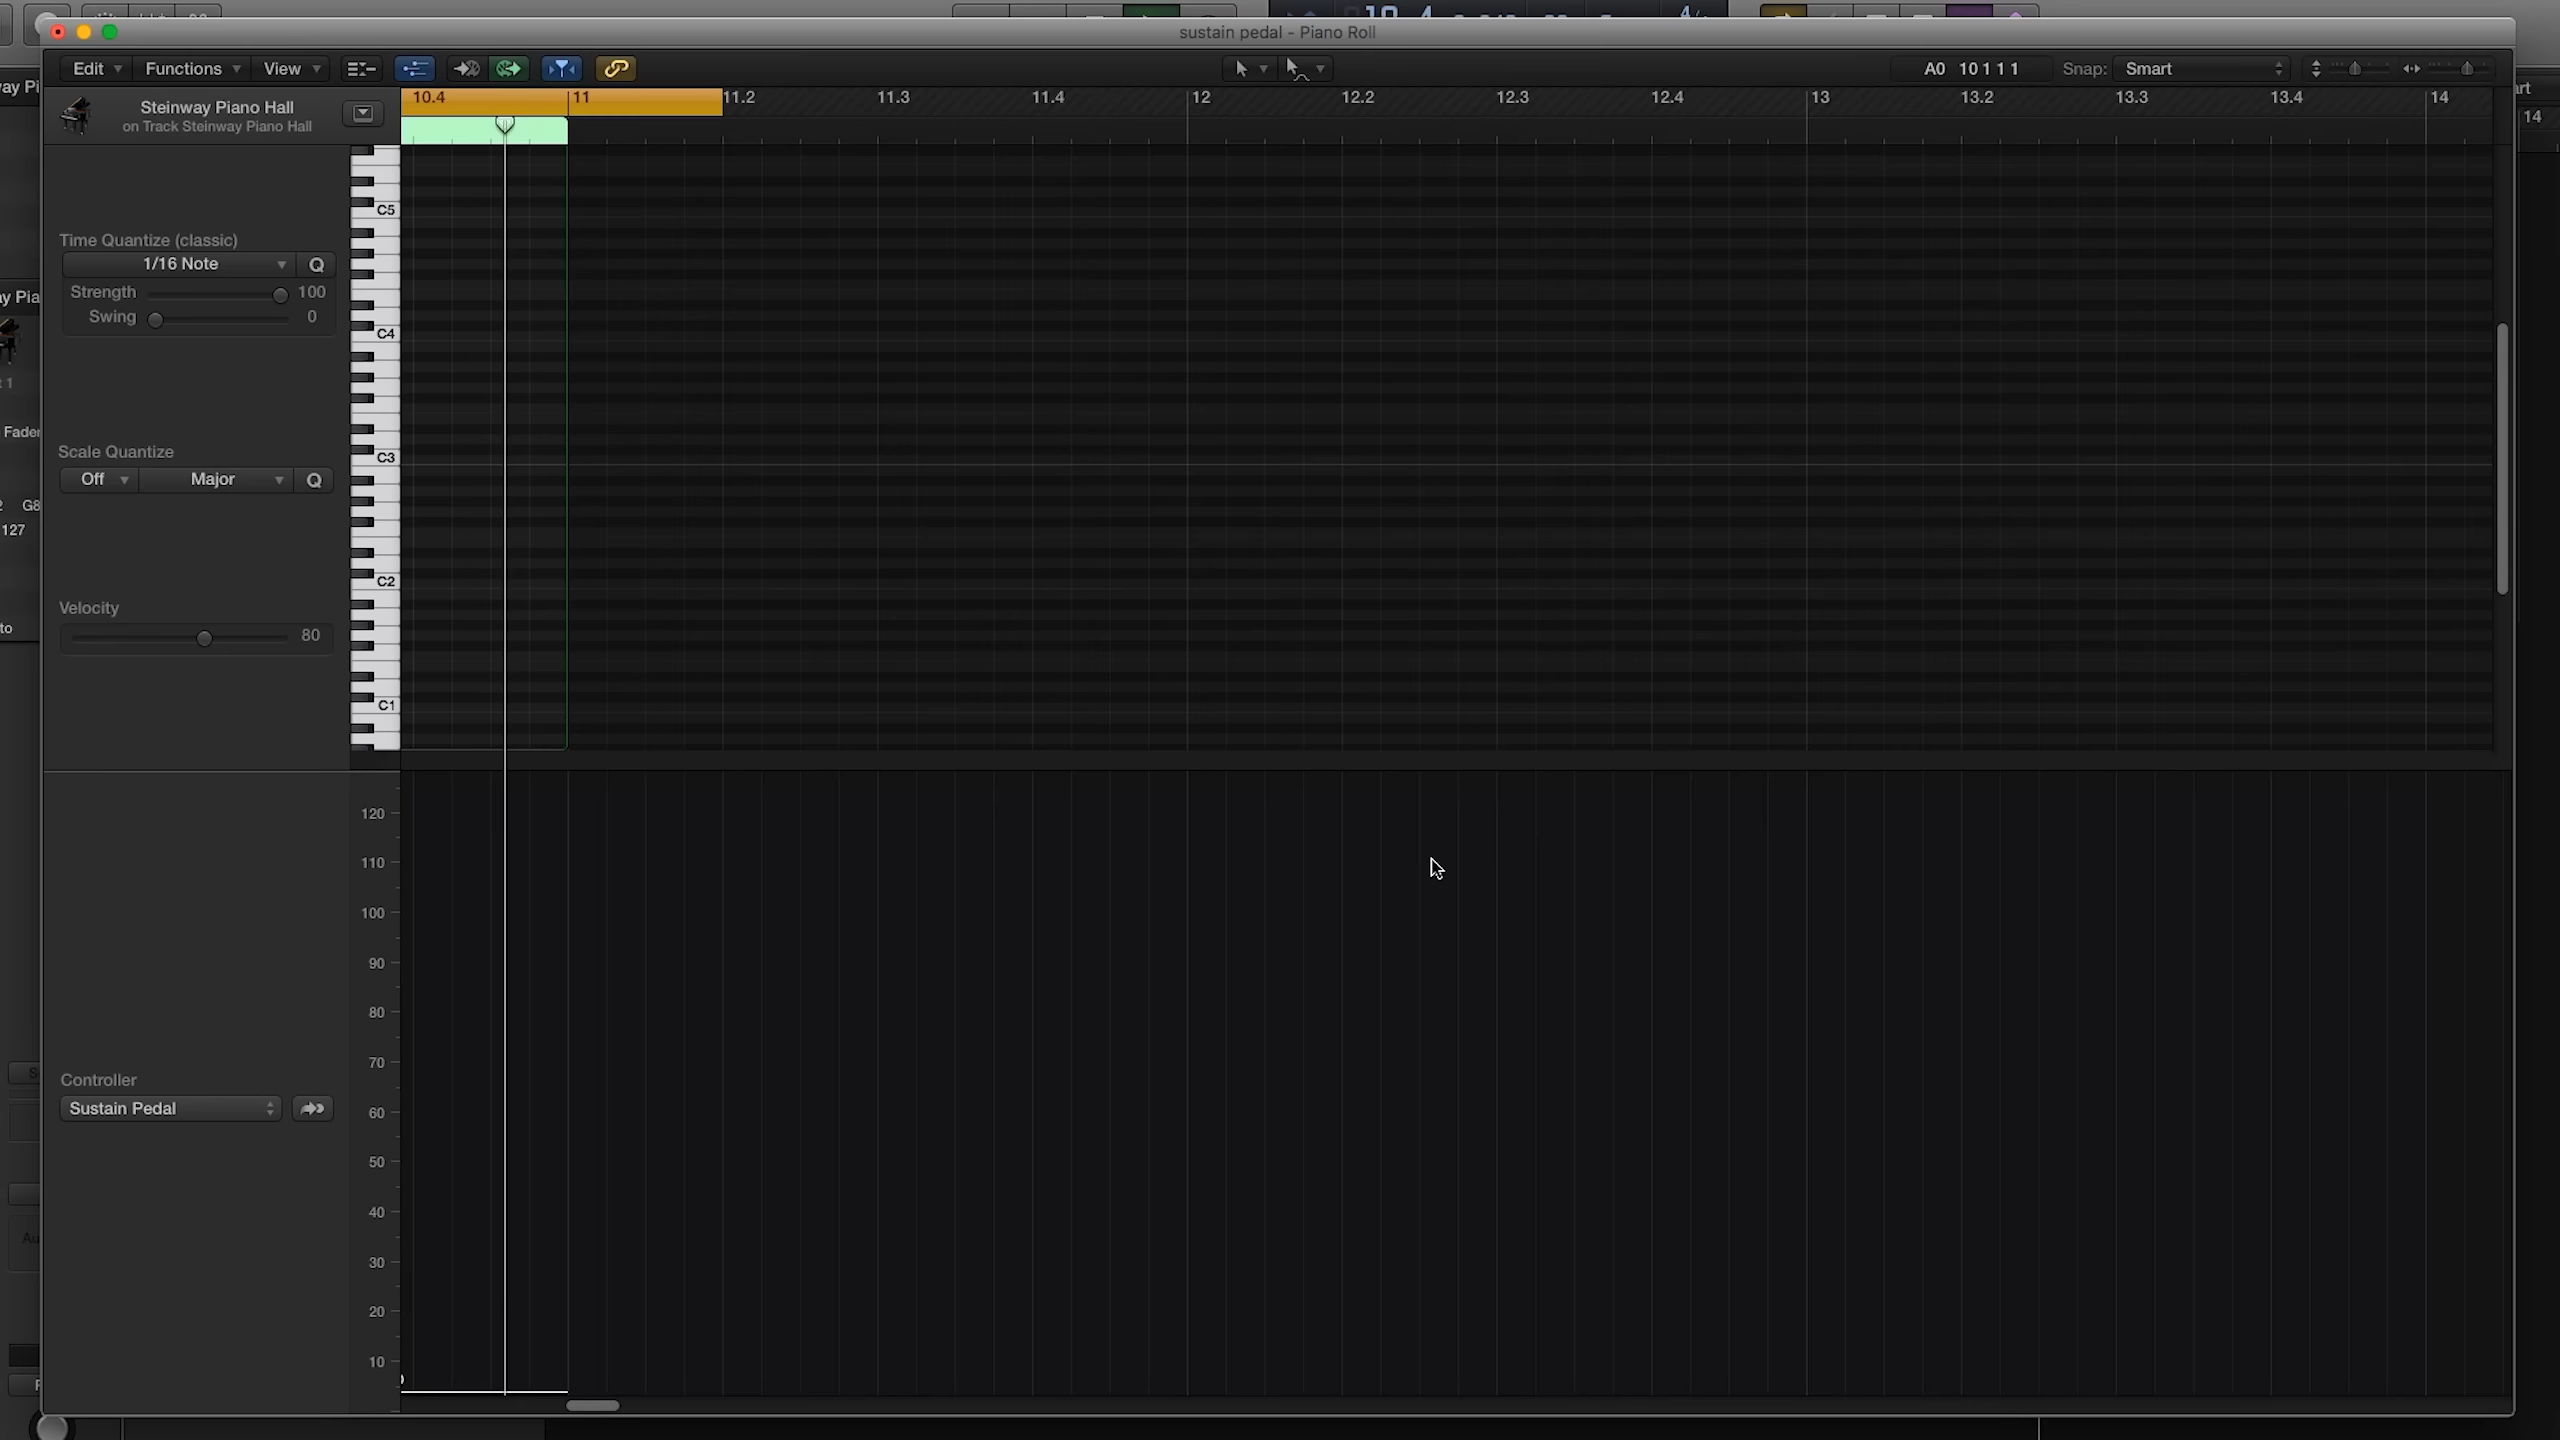 sustain pedal - Piano Roll
Edit Functions View
A0 10 1 1 1 Snap: Smart
Steinway Piano Hall
on Track Steinway Piano Hall
10.4 11 11.2 11.3 11.4 12 12.2 12.3 12.4 13 13.2 13.3 13.4 14
14
C5
Time Quantize (classic)
1/16 Note Q
Strength 100
Swing 0
C4
Fader
Scale Quantize
C3
Off Major Q
G8
127
C2
Velocity
80
C1
120
110
100
90
80
70
Controller
Sustain Pedal
60
50
40
30
20
10